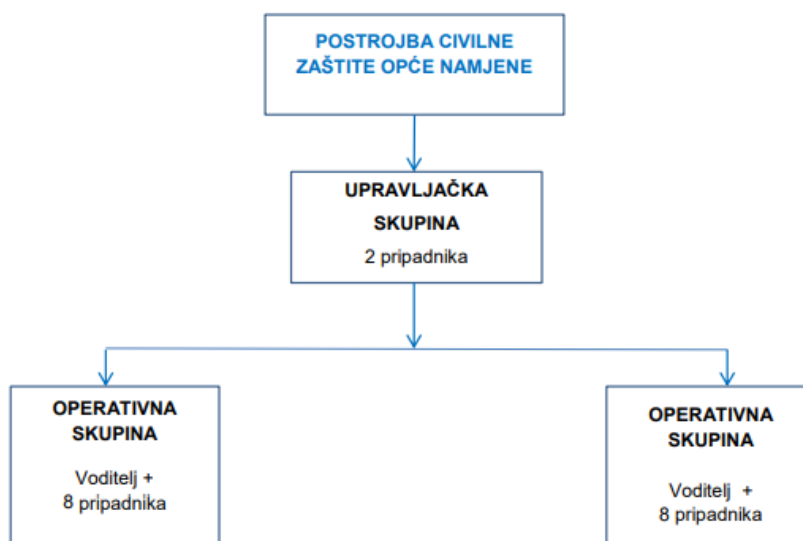 POSTROJBA CIVILNE
ZAŠTITE OPĆE NAMJENE
UPRAVLJAČKA
SKUPINA
2 pripadnika
OPERATIVNA
SKUPINA
Voditelj +
8 pripadnika
OPERATIVNA
SKUPINA
Voditelj +
8 pripadnika